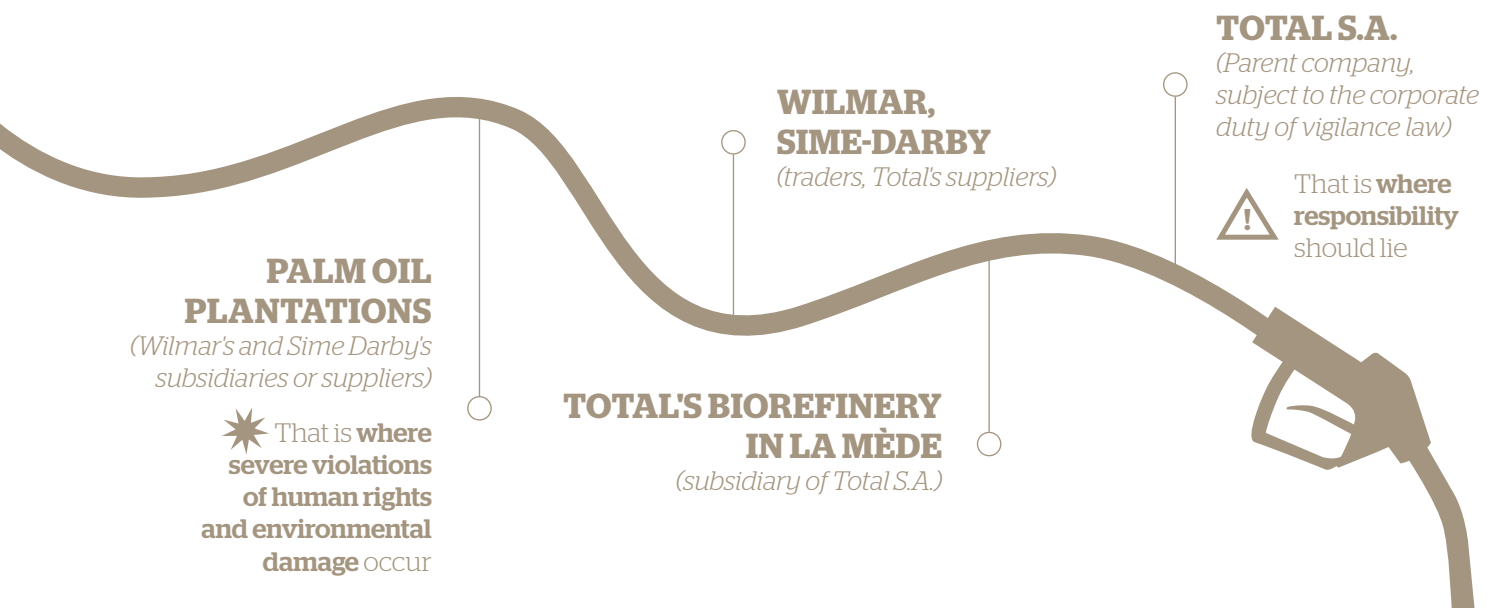 PALM OIL
PLANTATIONS
(Wilmar's and Sime Darby's
subsidiaries or suppliers)
That is where
severe violations
of human rights
and environmental
damage occur
WILMAR,
SIME-DARBY
(traders, Total's suppliers)
TOTAL'S BIOREFINERY
IN LA MÈDE
(subsidiary of Total S.A.)
TOTAL S.A.
(Parent company,
subject to the corporate
duty of vigilance law)
!
That is where
responsibility
should lie